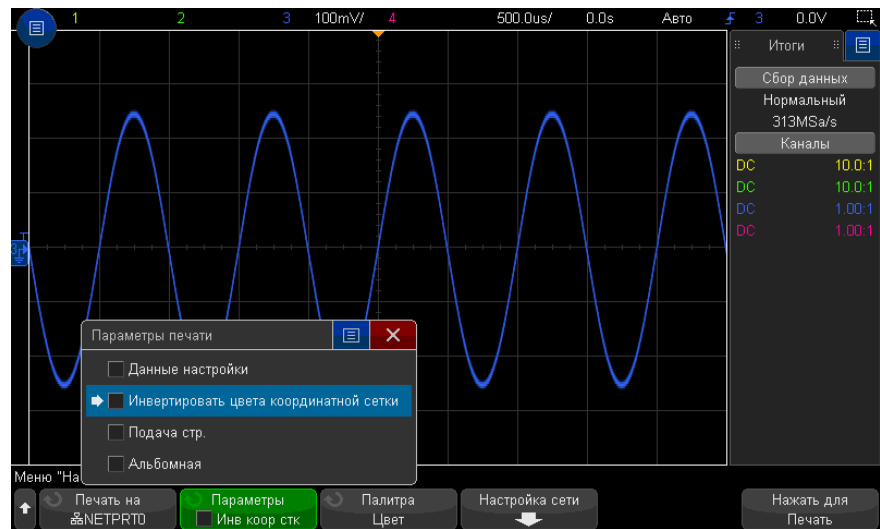 1 2 3 100mV/ 4 500.0us/ 0.0s Авто 3 0.0V
Итоги
Сбор данных
Нормальный
313MSa/s
Каналы
DC 10.0:1
DC 10.0:1
DC 1.00:1
DC 1.00:1
Параметры печати
Данные настройки
Инвертировать цвета координатной сетки
Подача стр.
Альбомная
Меню "На
Печать на
NETPRT0
Параметры
Инв коор стк
Палитра
Цвет
Настройка сети
Нажать для
Печать